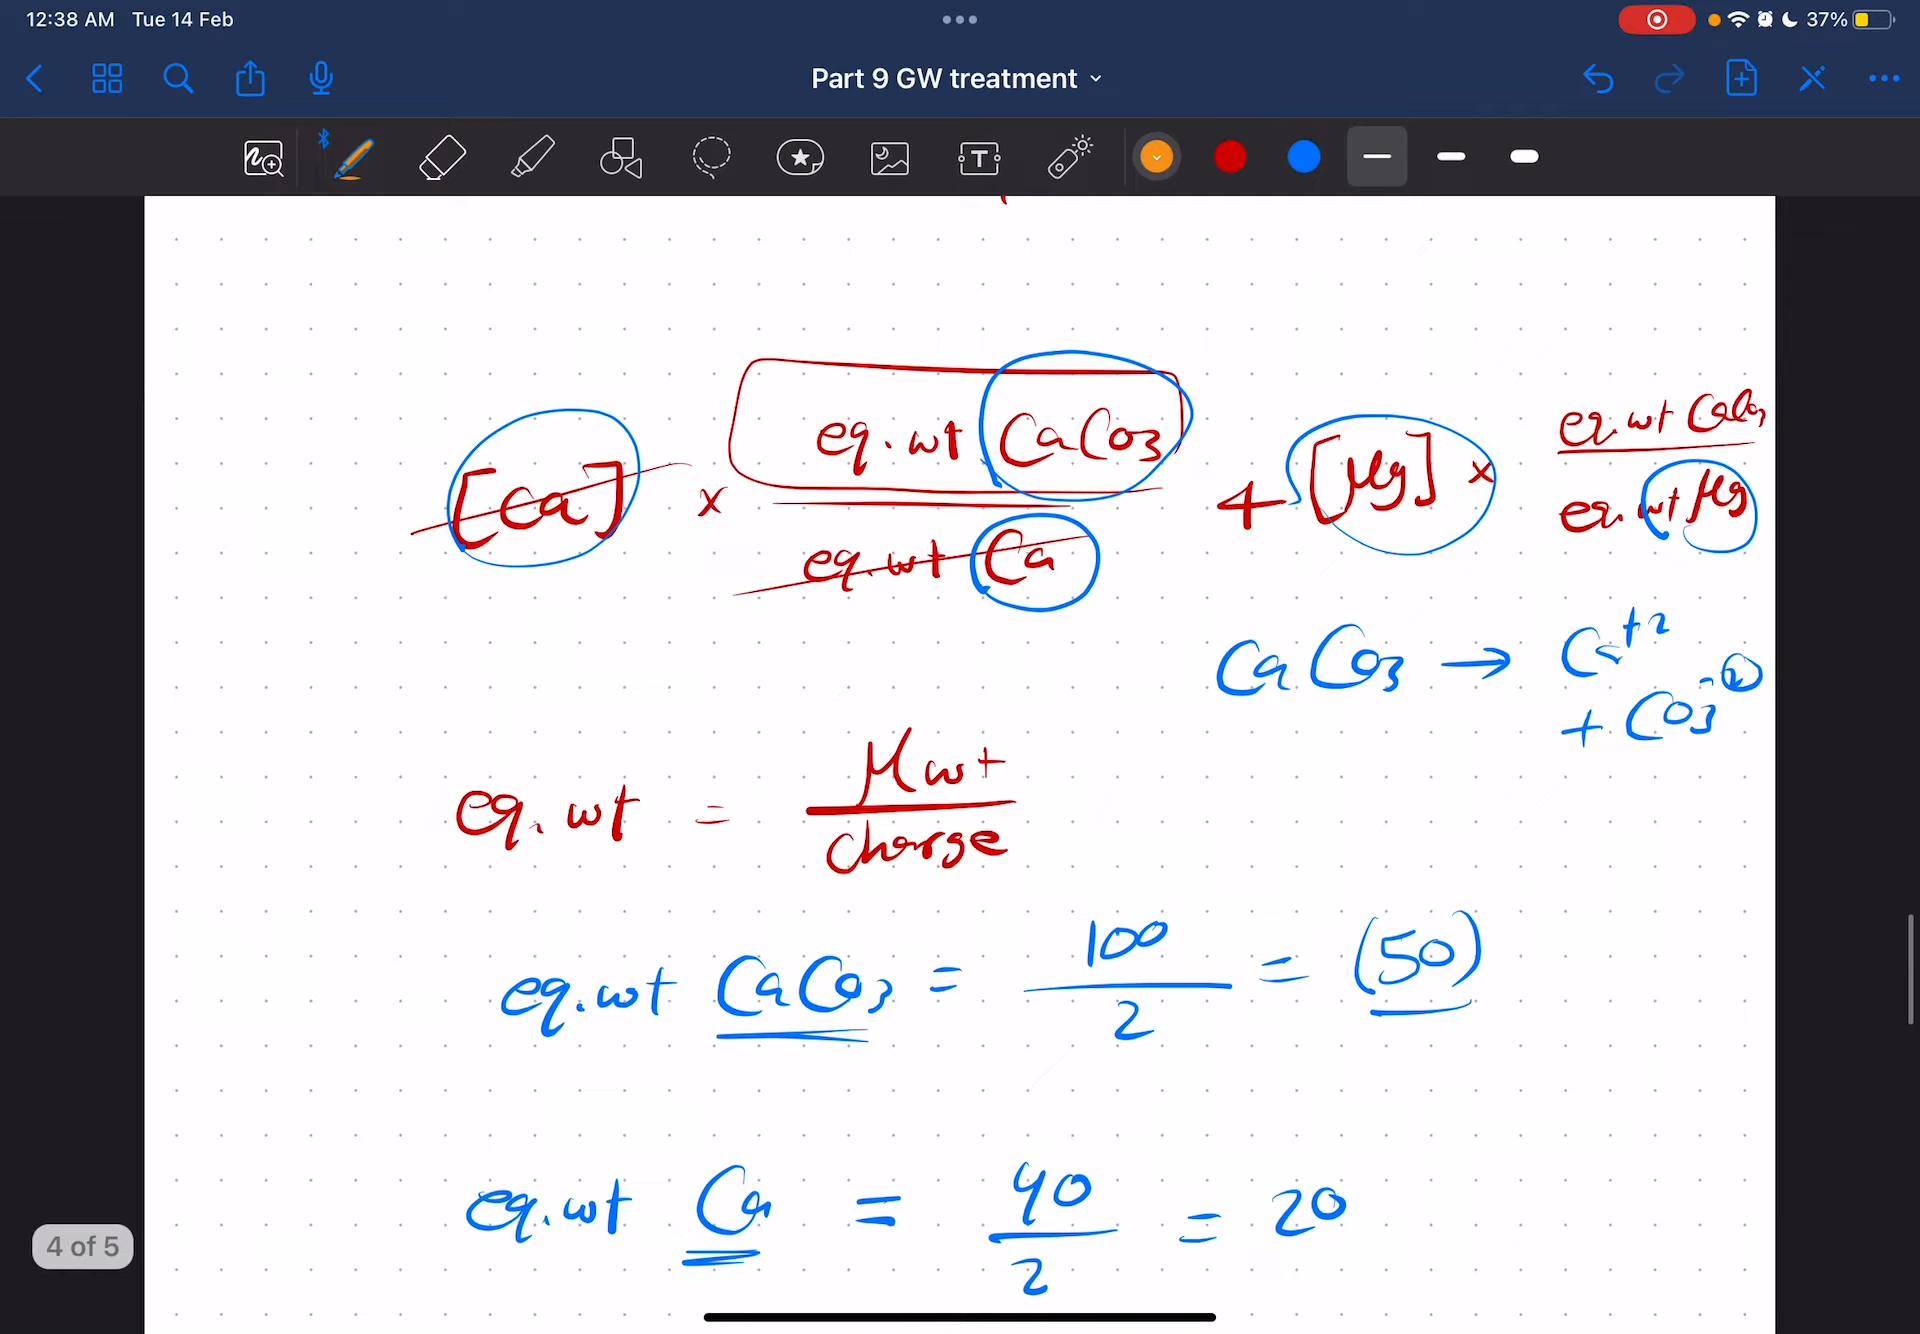 12:38 AM Tue 14 Feb
37%
Part 9 GW treatment
T
[Ca] × eq.wt CaCo3 + [Mg] × eq.wt CaCo3
eq.wt Ca eq.wt Mg
CaCo3 → Ca+2
+ Co3-2
eq.wt = Mwt
charge
eq.wt CaCo3 = 100 = (50)
2
eq.wt Ca = 40 = 20
2
4 of 5